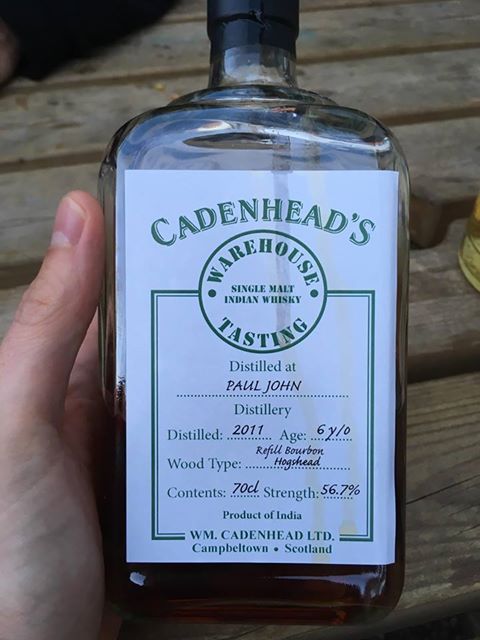 CADENHEAD'S
• WAREHOUSE •
SINGLE MALT
INDIAN WHISKY
TASTING
Distilled at
PAUL JOHN
Distillery
Distilled: 2011 Age: 6 y/o
Wood Type: Refill Bourbon
Hogshead
Contents: 70cl Strength: 56.7%
Product of India
WM. CADENHEAD LTD.
Campbeltown • Scotland